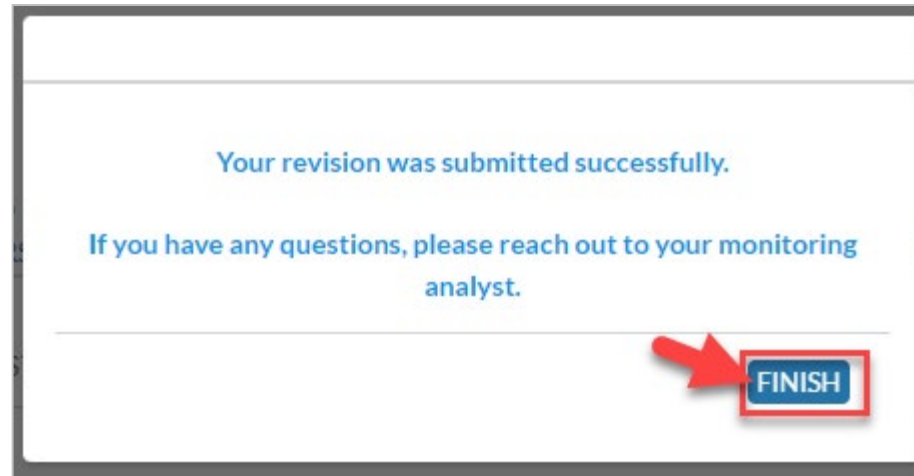 Your revision was submitted successfully.
If you have any questions, please reach out to your monitoring
analyst.
FINISH